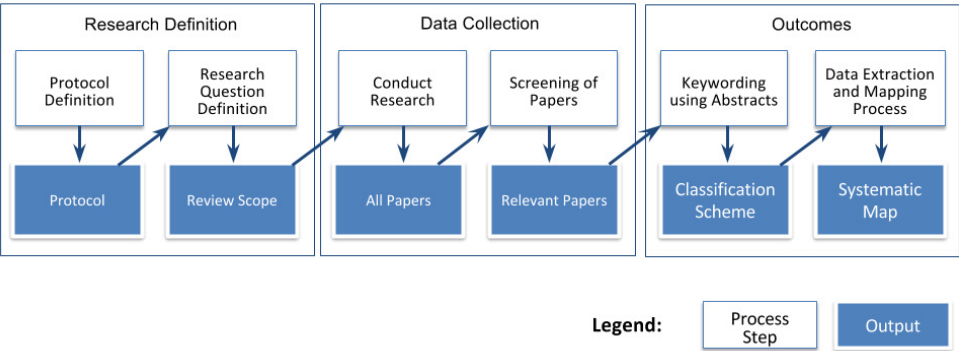 Research Definition
Protocol
Definition
Research
Question
Definition
Protocol
Review Scope
Data Collection
Conduct
Research
Screening of
Papers
All Papers
Relevant Papers
Outcomes
Keywording
using Abstracts
Data Extraction
and Mapping
Process
Classification
Scheme
Systematic
Map
Legend:
Process
Step
Output